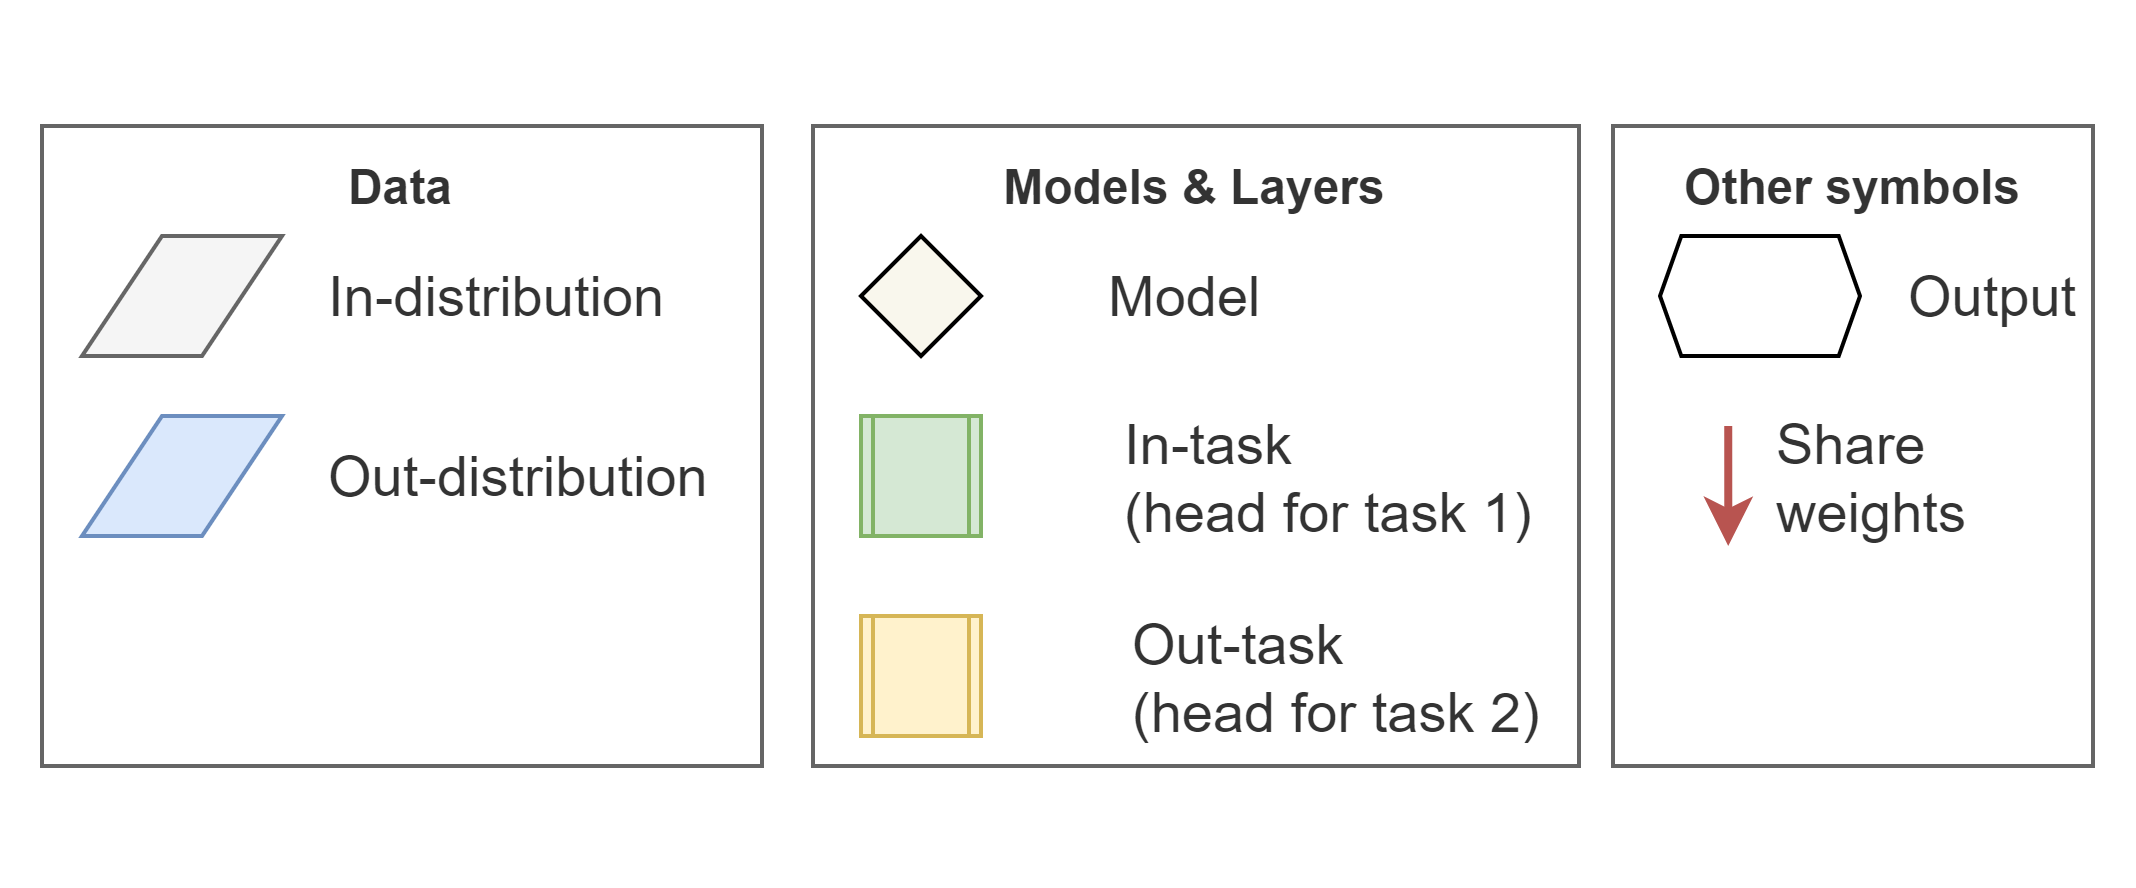 Data
In-distribution
Out-distribution
Models & Layers
Model
In-task
(head for task 1)
Out-task
(head for task 2)
Other symbols
Output
Share
weights